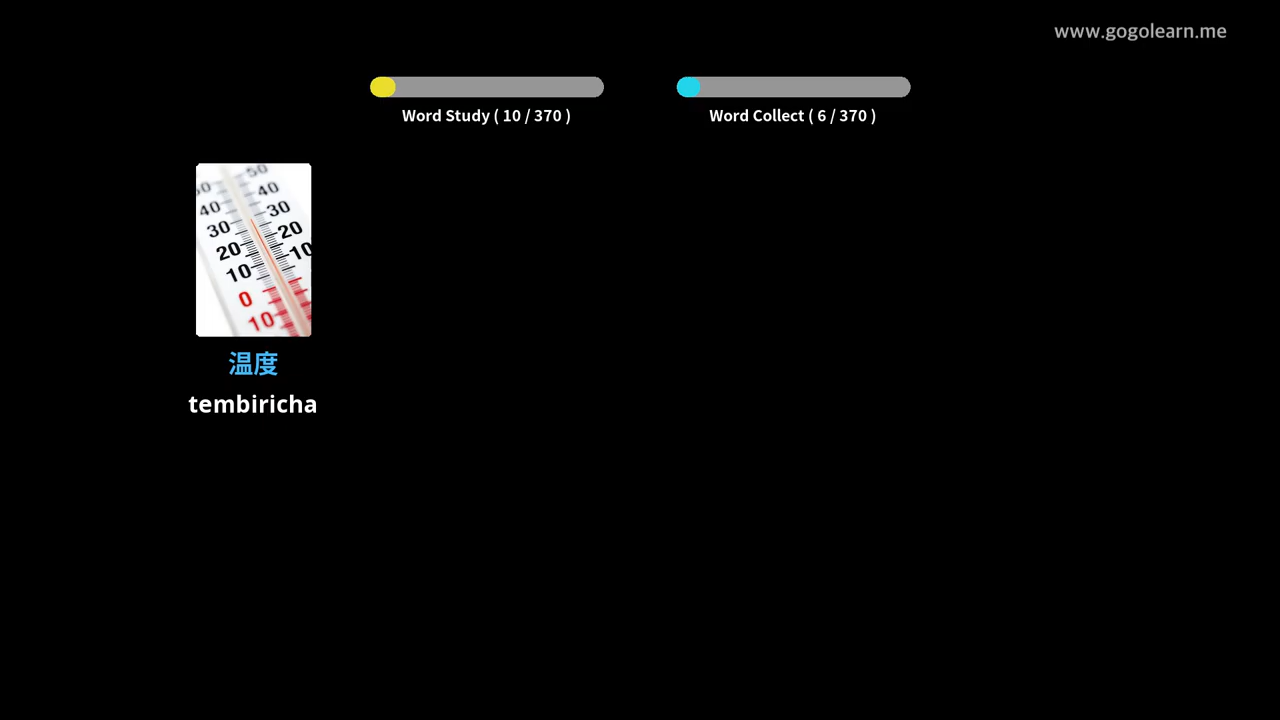 www.gogolearn.me
Word Study ( 10 / 370 )
Word Collect ( 6 / 370 )
50
40 40
30 30
20 20
10 10
0
10
温度
tembiricha